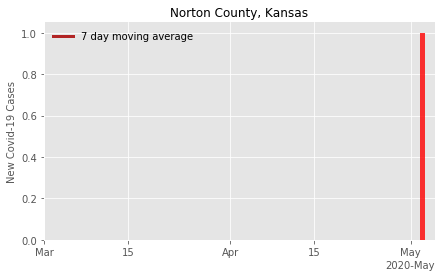 Norton County, Kansas
7 day moving average
New Covid-19 Cases
1.0
0.8
0.6
0.4
0.2
0.0
Mar 15 Apr 15 May
2020-May